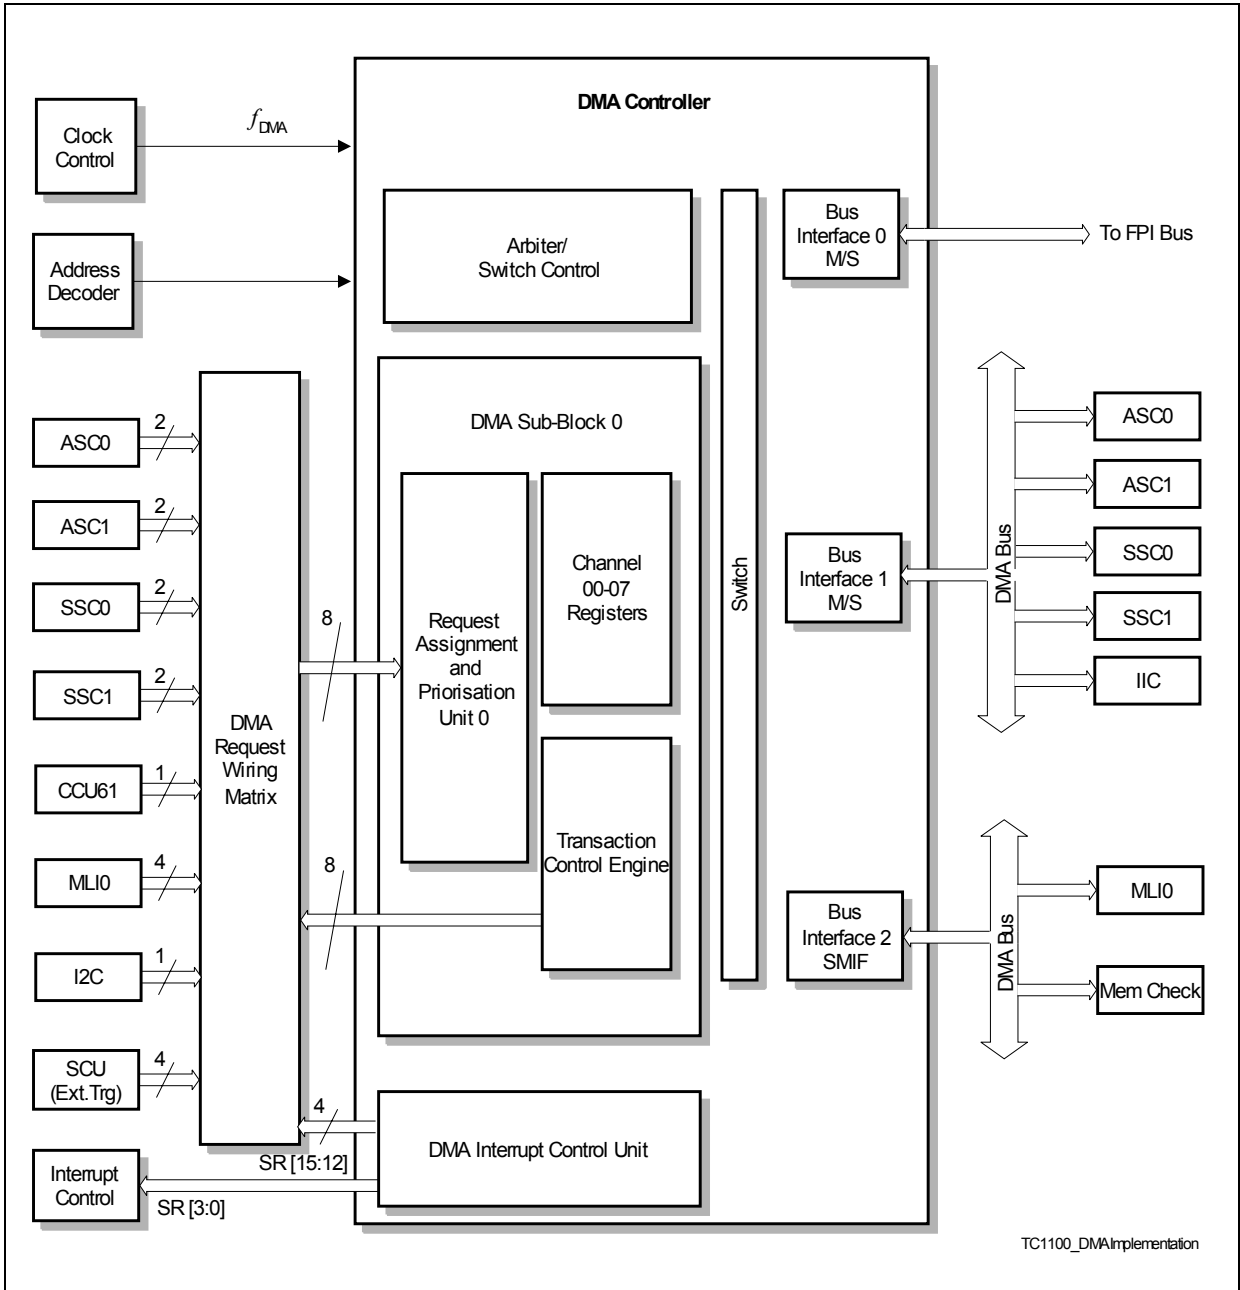 DMA Controller
Clock
Control
f DMA
Address
Decoder
Arbiter/
Switch Control
Bus
Interface 0
M/S
To FPI Bus
DMA Sub-Block 0
ASC0
2
ASC1
2
SSC0
2
SSC1
2
CCU61
1
MLI0
4
I2C
1
SCU
(Ext.Trg)
4
DMA
Request
Wiring
Matrix
8
8
4
Request
Assignment
and
Priorisation
Unit 0
Channel
00-07
Registers
Transaction
Control Engine
Switch
Bus
Interface 1
M/S
DMA Bus
ASC0
ASC1
SSC0
SSC1
IIC
Bus
Interface 2
SMIF
DMA Bus
MLI0
Mem Check
DMA Interrupt Control Unit
SR [15:12]
Interrupt
Control
SR [3:0]
TC1100_DMAImplementation